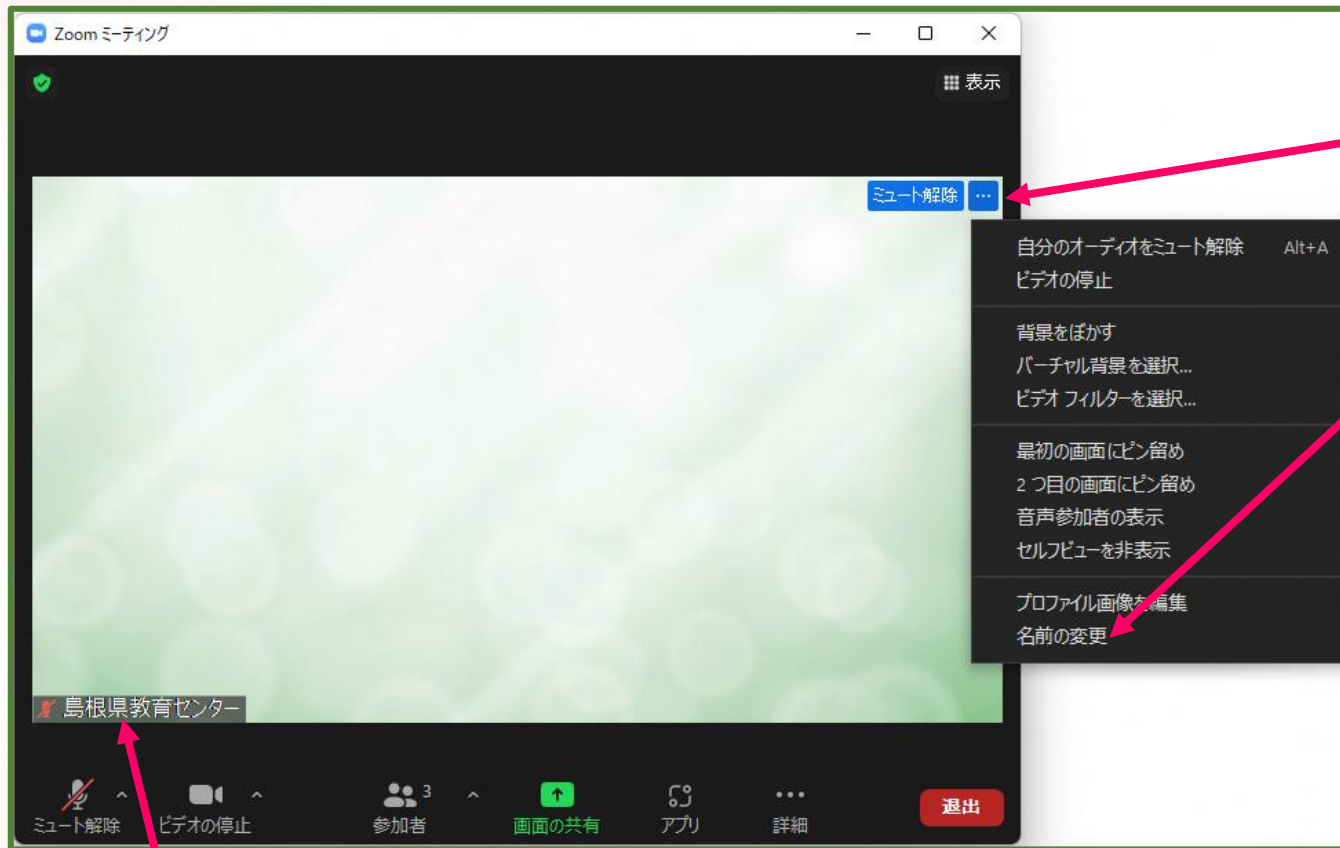 Zoom ミーティング
表示
ミュート解除 ...
自分のオーディオをミュート解除 Alt+A
ビデオの停止
背景をぼかす
バーチャル背景を選択...
ビデオ フィルターを選択...
最初の画面にピン留め
2 つ目の画面にピン留め
音声参加者の表示
セルフビューを非表示
プロファイル画像を編集
名前の変更
島根県教育センター
3
ミュート解除 ビデオの停止 参加者 画面の共有 アプリ 詳細 退出